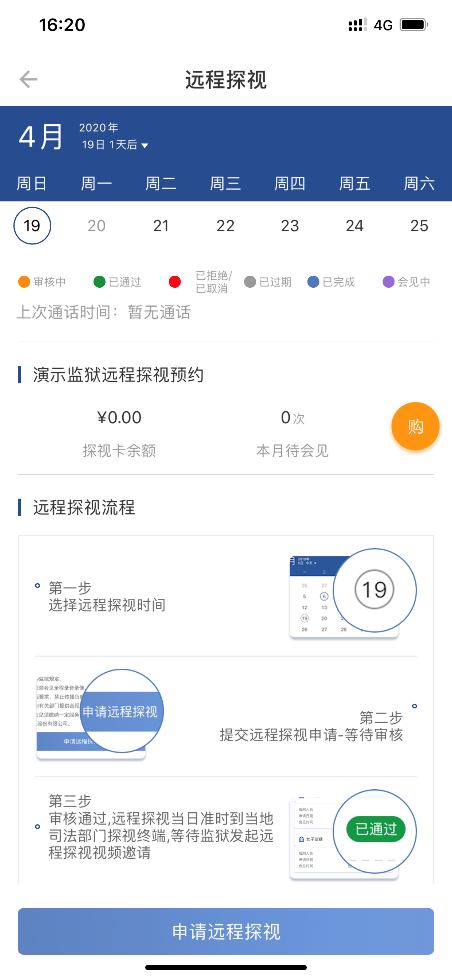 16:20
4G
远程探视
4月
2020年
19日 1天后
周日 周一 周二 周三 周四 周五 周六
19 20 21 22 23 24 25
审核中 已通过 已拒绝/ 已过期 已完成 会见中
已取消
上次通话时间：暂无通话
演示监狱远程探视预约
¥0.00 0次
购
探视卡余额 本月待会见
远程探视流程
第一步
选择远程探视时间
19
申请远程探视
第二步
提交远程探视申请-等待审核
第三步
审核通过,远程探视当日准时到当地
司法部门探视终端,等待监狱发起远
程探视视频邀请
已通过
申请远程探视